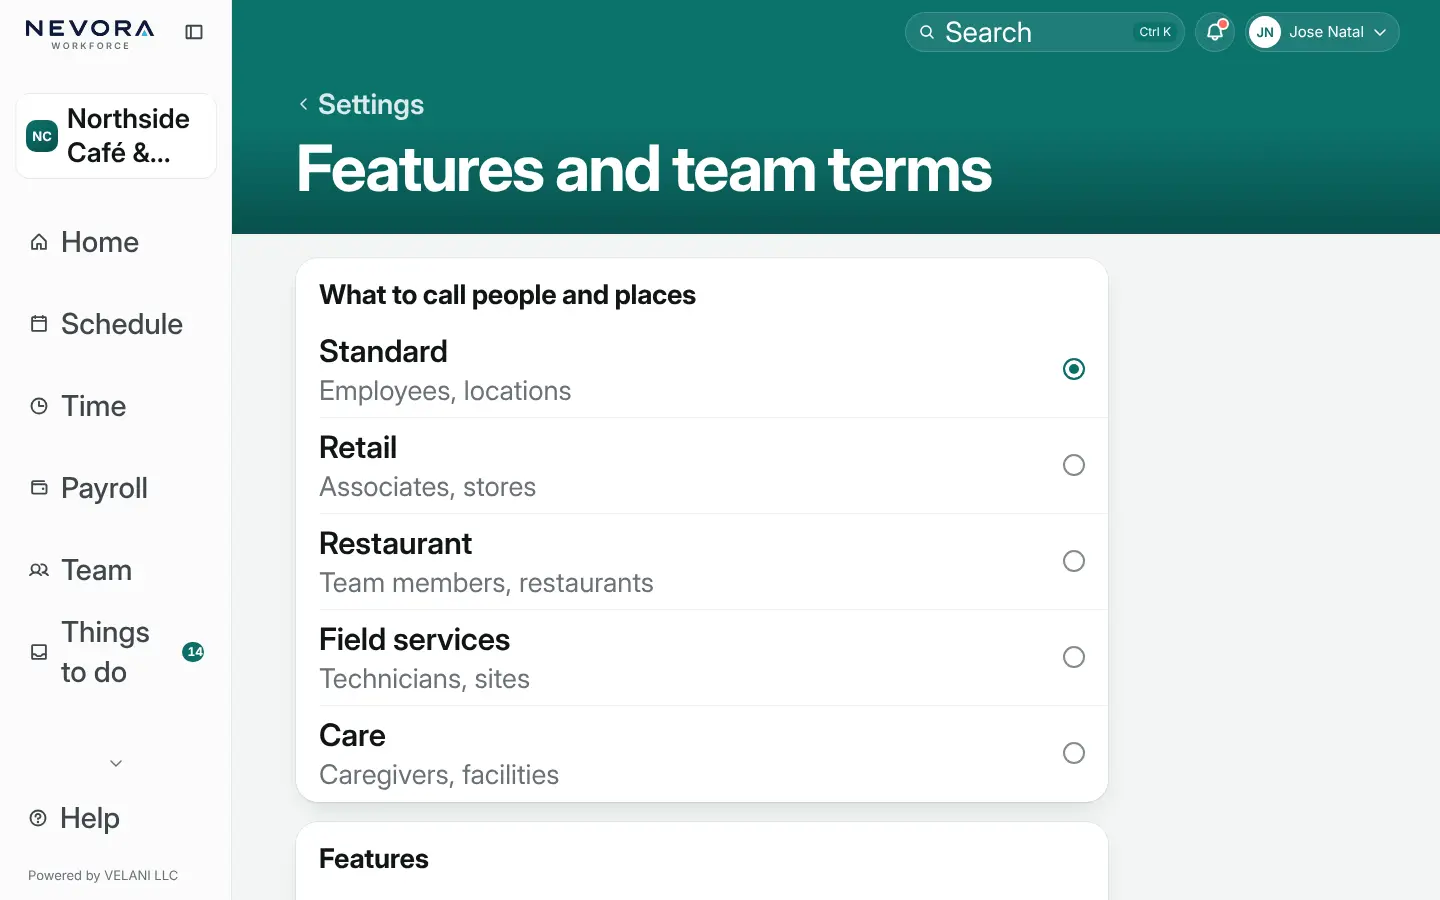 NEVORA
WORKFORCE
Search
Ctrl K
JN
Jose Natal
NC
Northside
Café &...
Settings
Features and team terms
Home
Schedule
Time
Payroll
Team
Things
to do
14
Help
Powered by VELANI LLC
What to call people and places
Standard
Employees, locations
Retail
Associates, stores
Restaurant
Team members, restaurants
Field services
Technicians, sites
Care
Caregivers, facilities
Features